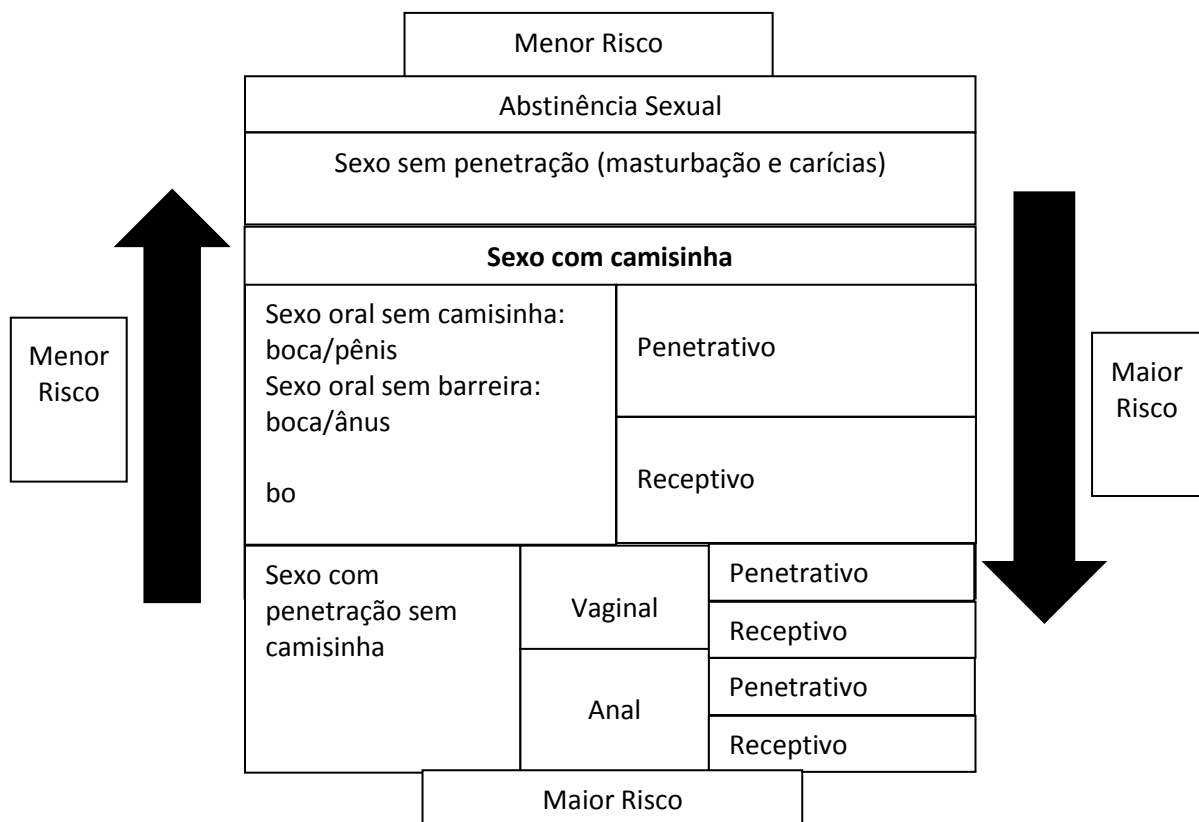 Menor Risco
Abstinência Sexual
Sexo sem penetração (masturbação e carícias)
Sexo com camisinha
Menor
Risco
Sexo oral sem camisinha:
boca/pênis
Sexo oral sem barreira:
boca/ânus
bo
Penetrativo
Receptivo
Maior
Risco
Sexo com
penetração sem
camisinha
Vaginal
Penetrativo
Receptivo
Anal
Penetrativo
Receptivo
Maior Risco